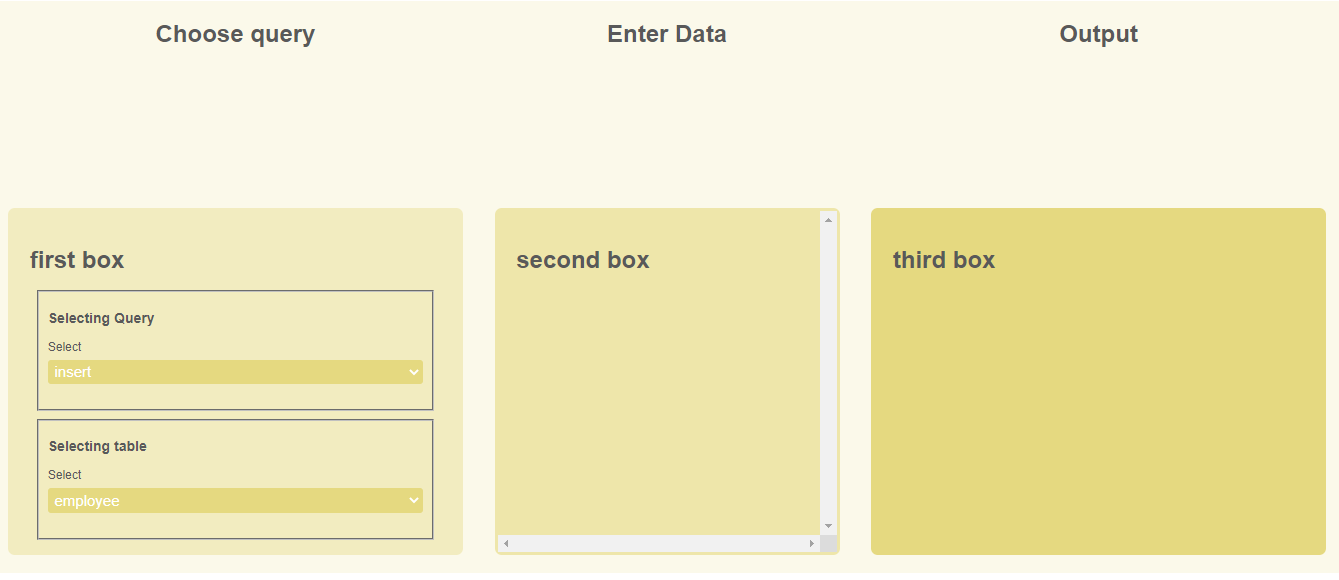 Choose query
Enter Data
Output
first box
Selecting Query
Select
insert
Selecting table
Select
employee
second box
third box